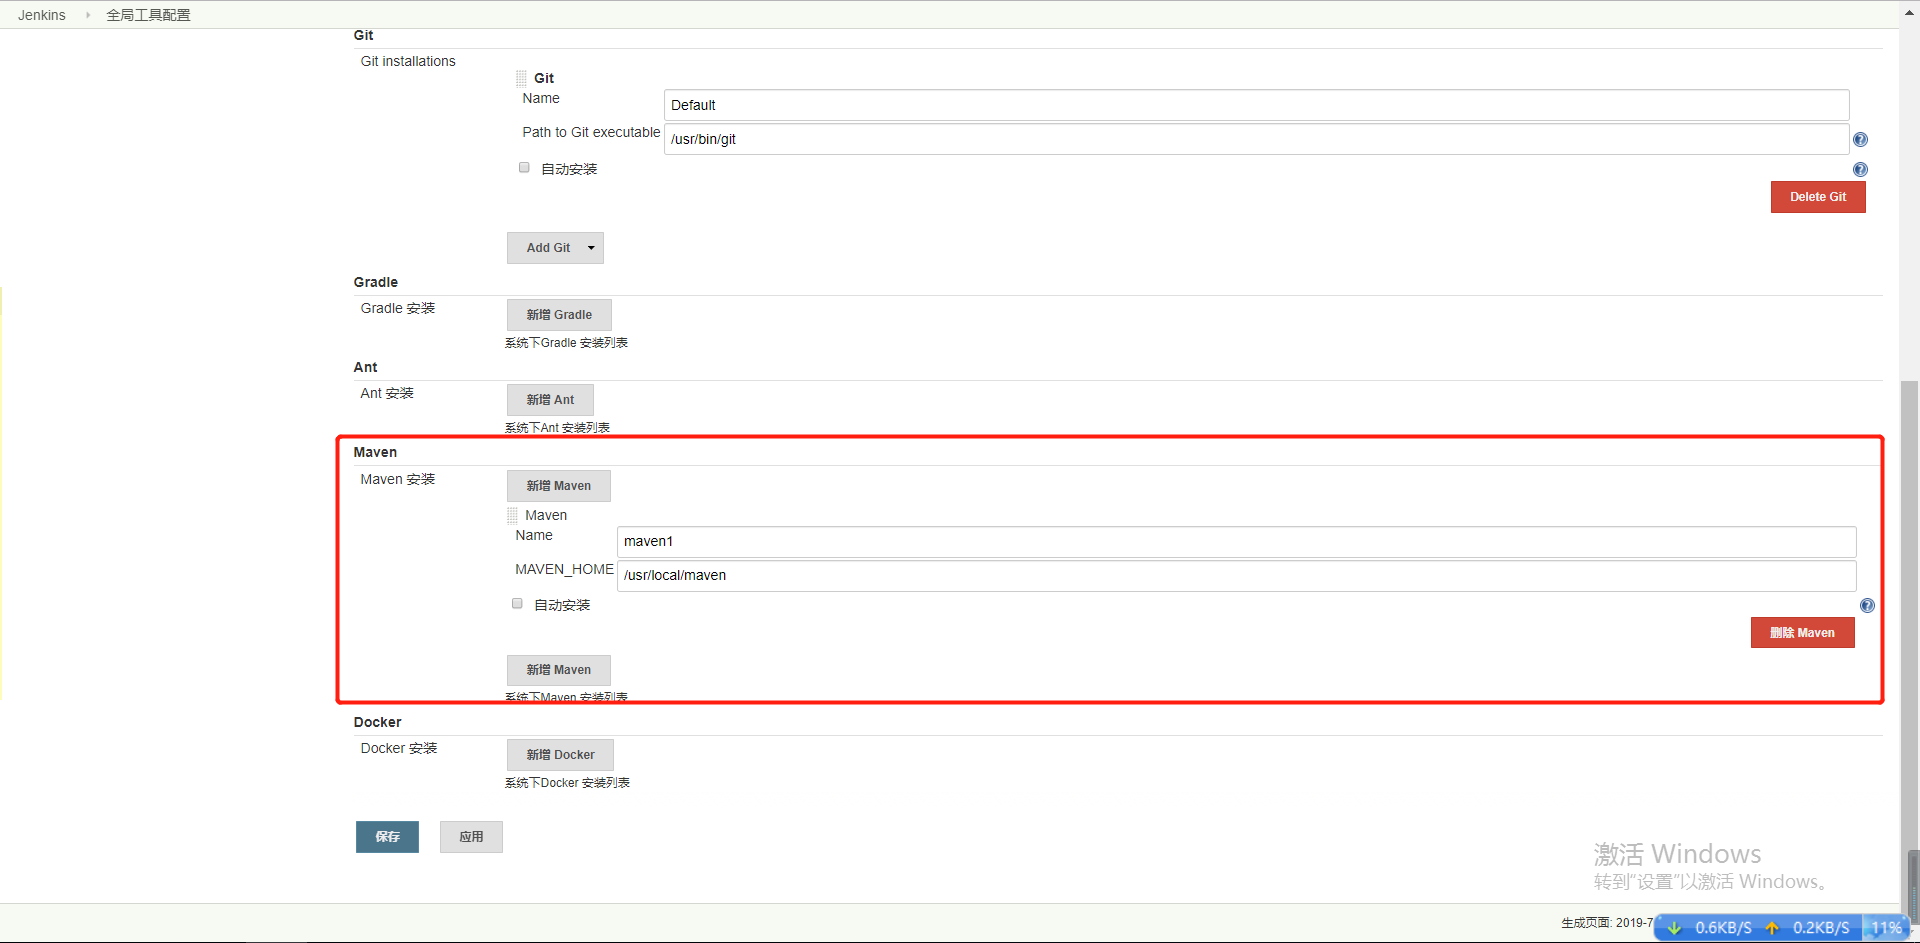 Jenkins 全局工具配置
Git
Git installations
Git
Name
Default
Path to Git executable
/usr/bin/git
自动安装
Delete Git
Add Git
Gradle
Gradle 安装
新增 Gradle
系统下Gradle 安装列表
Ant
Ant 安装
新增 Ant
系统下Ant 安装列表
Maven
Maven 安装
新增 Maven
Maven
Name
maven1
MAVEN_HOME
/usr/local/maven
自动安装
删除 Maven
新增 Maven
系统下Maven 安装列表
Docker
Docker 安装
新增 Docker
系统下Docker 安装列表
保存
应用
激活 Windows
转到“设置”以激活 Windows。
生成页面: 2019-7
0.6KB/S 0.2KB/S 11%